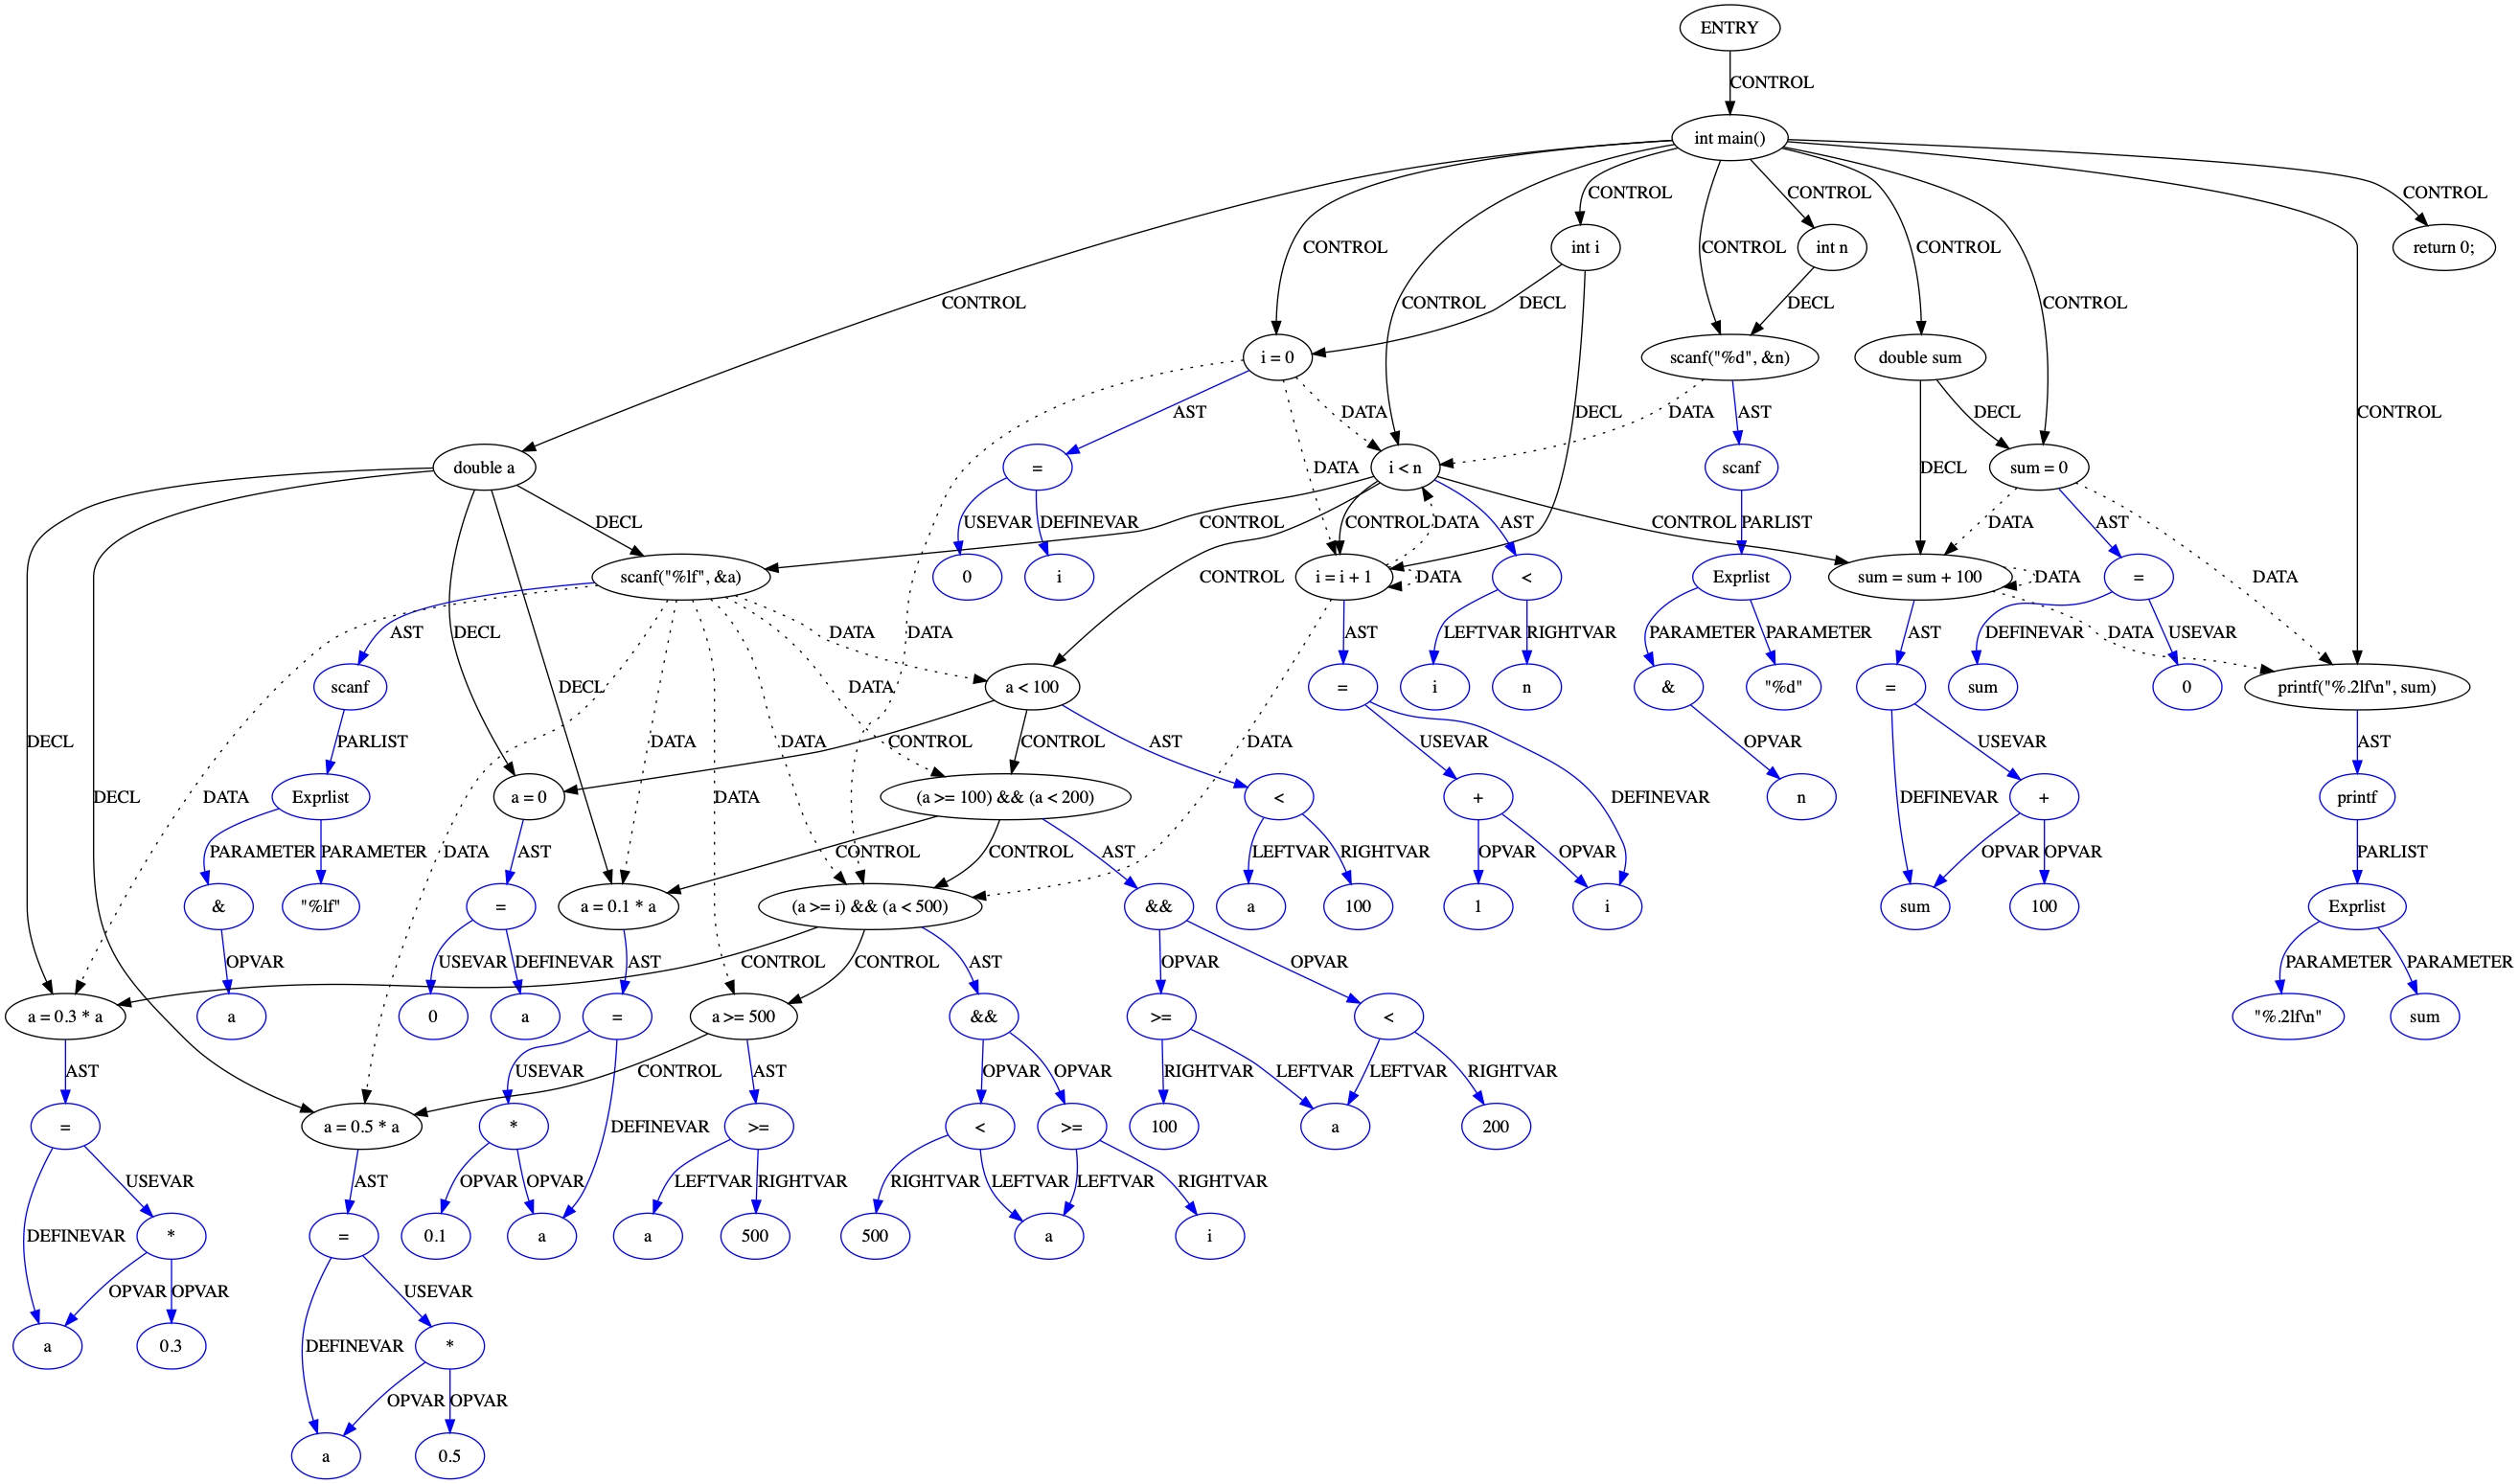 ENTRY
CONTROL
int main()
CONTROL
CONTROL
CONTROL
CONTROL
int i
int n
return 0;
CONTROL
CONTROL
CONTROL
CONTROL
DECL
CONTROL
DECL
CONTROL
i = 0
scanf("%d", &n)
double sum
AST
DATA
DECL
DATA
AST
DECL
CONTROL
double a
=
i < n
scanf
sum = 0
DATA
DECL
DECL
CONTROL
USEVAR
DEFINEVAR
CONTROL
DATA
AST
CONTROL
PARLIST
DATA
AST
scanf("%lf", &a)
0
i
i = i + 1
<
Exprlist
sum = sum + 100
=
CONTROL
DATA
DATA
DATA
AST
DECL
DATA
DATA
AST
LEFTVAR
RIGHTVAR
PARAMETER
PARAMETER
AST
DEFINEVAR
DATA
USEVAR
scanf
a < 100
=
i
n
&
"%d"
=
sum
0
printf("%.2lf\n", sum)
DECL
PARLIST
DECL
DATA
CONTROL
CONTROL
AST
DATA
USEVAR
OPVAR
USEVAR
AST
DECL
DATA
Exprlist
DATA
a = 0
DATA
(a >= 100) && (a < 200)
<
+
DEFINEVAR
n
DEFINEVAR
+
printf
PARAMETER
PARAMETER
DATA
AST
CONTROL
CONTROL
AST
LEFTVAR
RIGHTVAR
OPVAR
OPVAR
OPVAR
OPVAR
PARLIST
&
"%lf"
=
a = 0.1 * a
(a >= i) && (a < 500)
&&
a
100
1
i
sum
100
Exprlist
OPVAR
USEVAR
DEFINEVAR
AST
CONTROL
CONTROL
AST
OPVAR
OPVAR
PARAMETER
PARAMETER
a = 0.3 * a
a
0
a
=
a >= 500
&&
>=
<
"%.2lf\n"
sum
AST
USEVAR
CONTROL
AST
OPVAR
OPVAR
RIGHTVAR
LEFTVAR
LEFTVAR
RIGHTVAR
=
a = 0.5 * a
*
DEFINEVAR
>=
<
>=
100
a
200
USEVAR
AST
OPVAR
OPVAR
LEFTVAR
RIGHTVAR
RIGHTVAR
LEFTVAR
LEFTVAR
RIGHTVAR
DEFINEVAR
*
=
0.1
a
a
500
500
a
i
OPVAR
OPVAR
USEVAR
a
0.3
DEFINEVAR
*
OPVAR
OPVAR
a
0.5